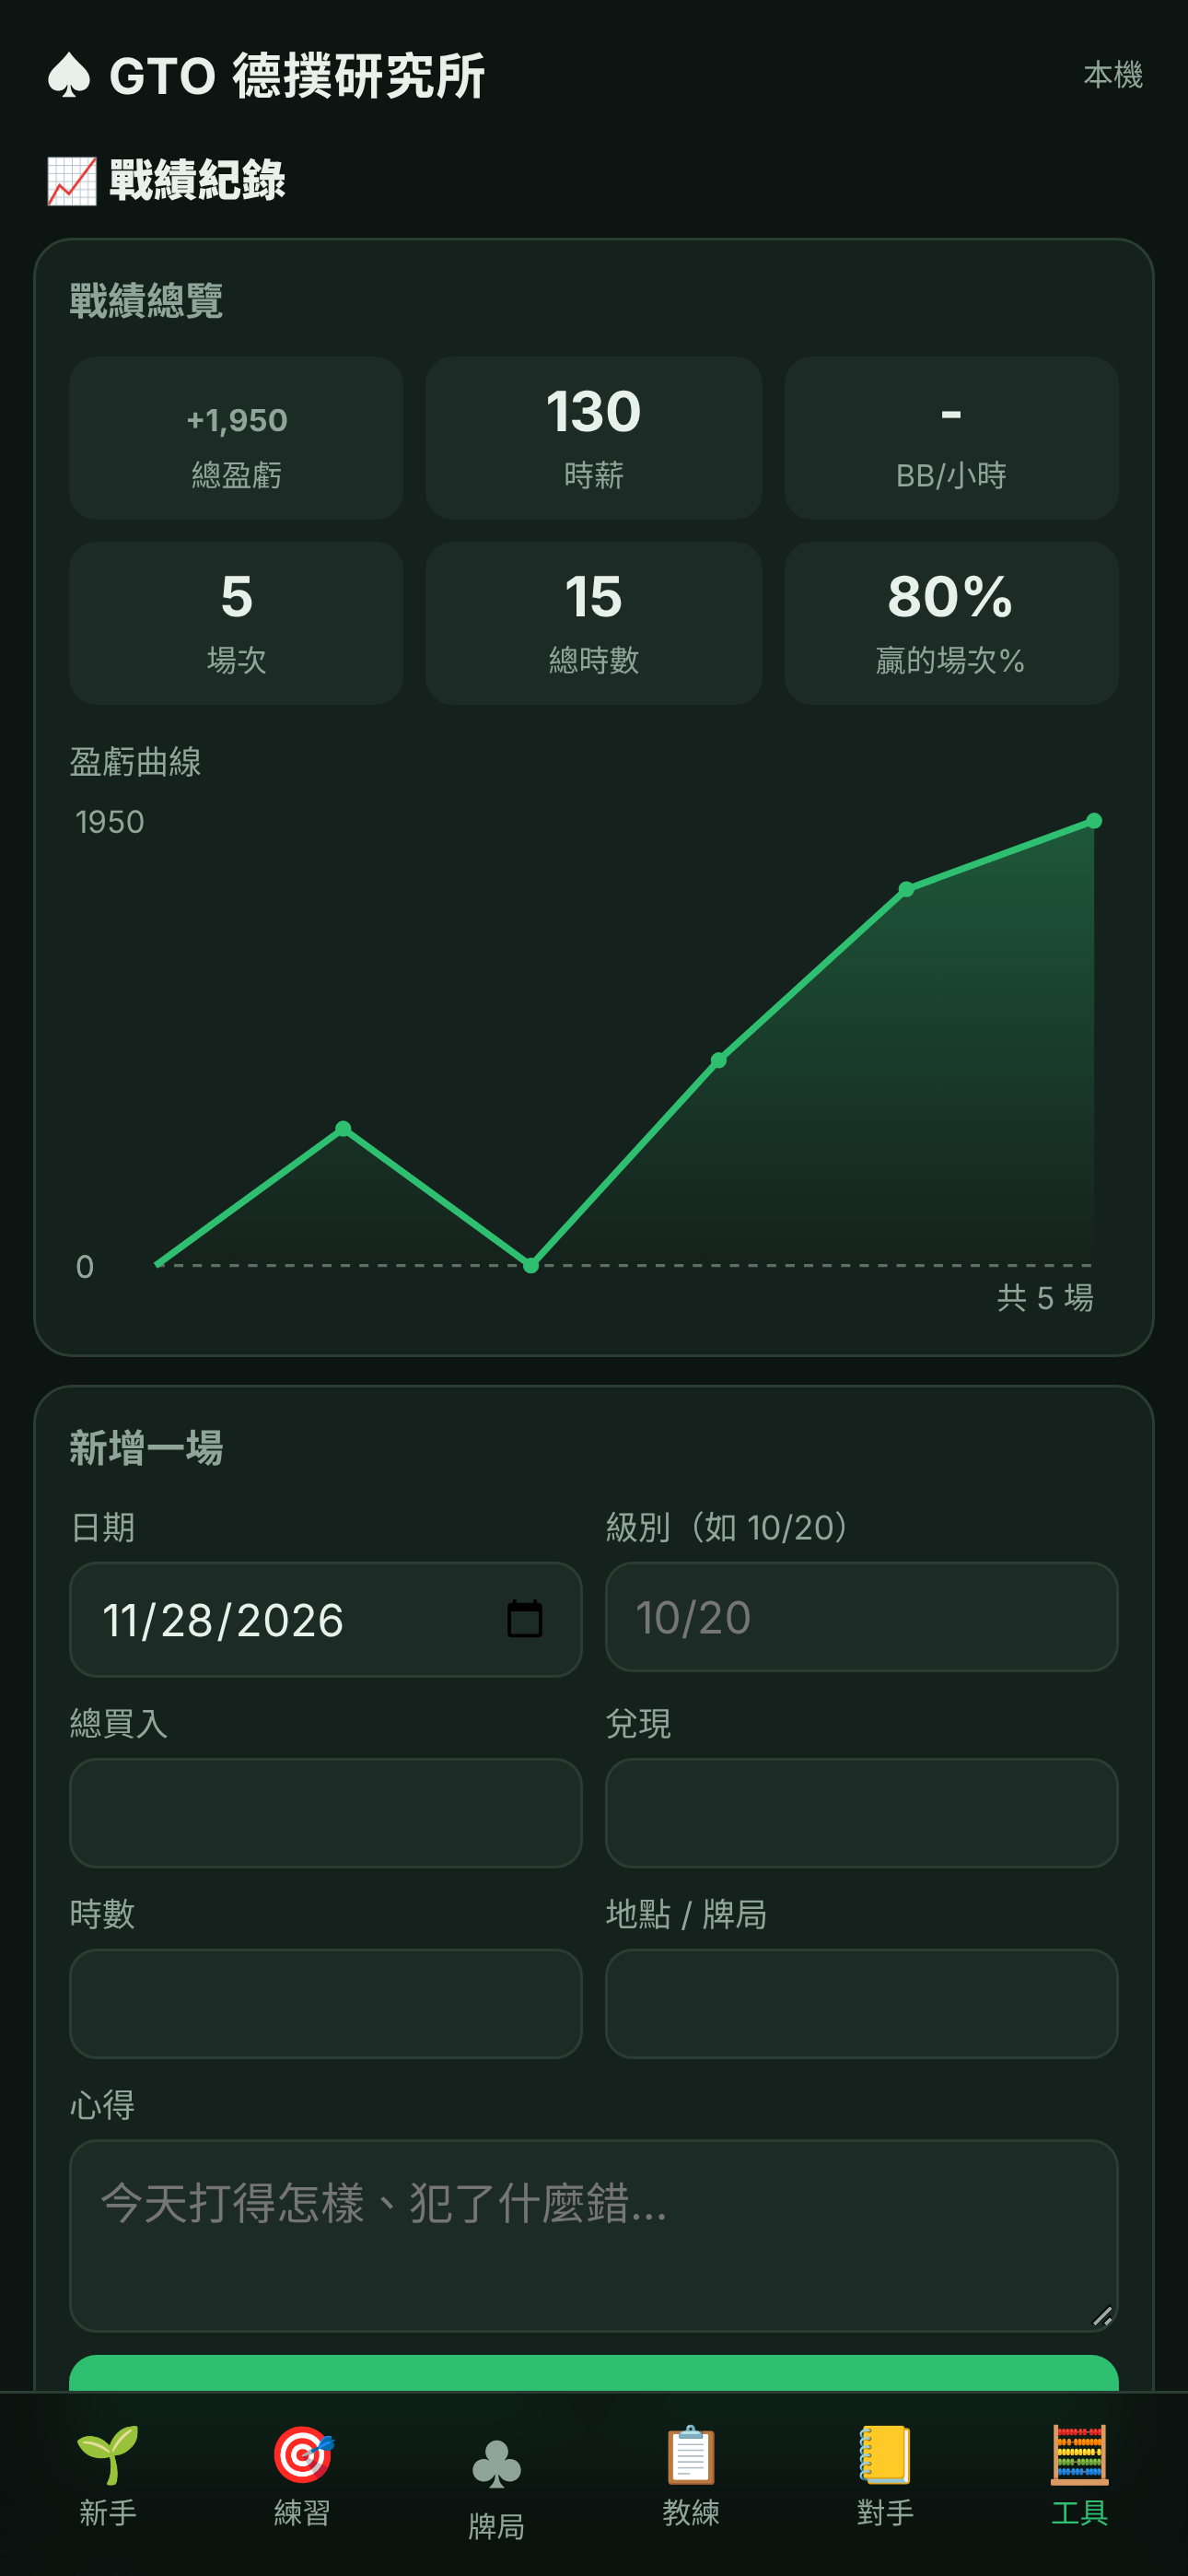 ♠ GTO 德撲研究所
本機
📈 戰績紀錄
戰績總覽
+1,950
總盈虧
130
時薪
-
BB/小時
5
場次
15
總時數
80%
贏的場次%
盈虧曲線
1950
0
共 5 場
新增一場
日期
級別（如 10/20）
11/28/2026
10/20
總買入
兌現
時數
地點 / 牌局
心得
今天打得怎樣、犯了什麼錯...
新手
練習
牌局
教練
對手
工具